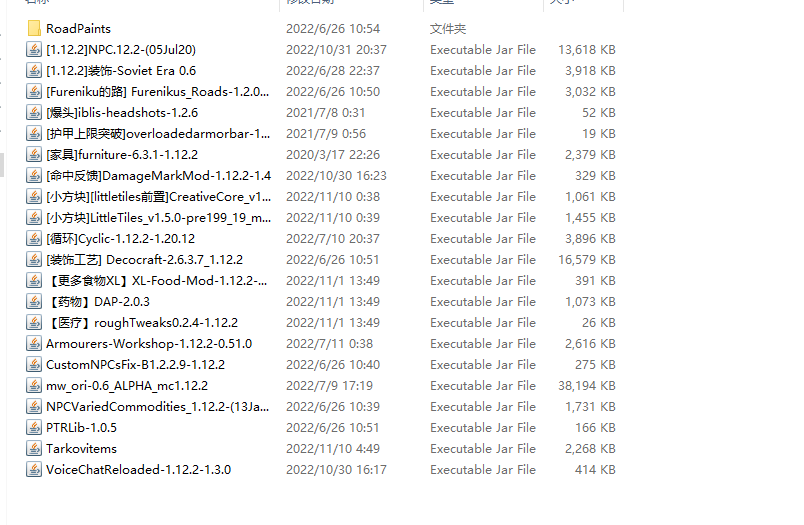 名称 修改日期 类型 大小
RoadPaints 2022/6/26 10:54 文件夹
[1.12.2]NPC.12.2-(05Jul20) 2022/10/31 20:37 Executable Jar File 13,618 KB
[1.12.2]装饰-Soviet Era 0.6 2022/6/28 22:37 Executable Jar File 3,918 KB
[Fureniku的路] Furenikus_Roads-1.2.0... 2022/6/26 10:50 Executable Jar File 3,032 KB
[爆头]iblis-headshots-1.2.6 2021/7/8 0:31 Executable Jar File 52 KB
[护甲上限突破]overloadedarmorbar-1... 2021/7/9 0:56 Executable Jar File 19 KB
[家具]furniture-6.3.1-1.12.2 2020/3/17 22:26 Executable Jar File 2,379 KB
[命中反馈]DamageMarkMod-1.12.2-1.4 2022/10/30 16:23 Executable Jar File 329 KB
[小方块][littletiles前置]CreativeCore_v1... 2022/11/10 0:38 Executable Jar File 1,061 KB
[小方块]LittleTiles_v1.5.0-pre199_19_m... 2022/11/10 0:39 Executable Jar File 1,455 KB
[循环]Cyclic-1.12.2-1.20.12 2022/7/10 20:37 Executable Jar File 3,896 KB
[装饰工艺] Decocraft-2.6.3.7_1.12.2 2022/6/26 10:51 Executable Jar File 16,579 KB
【更多食物XL】XL-Food-Mod-1.12.2-... 2022/11/1 13:49 Executable Jar File 391 KB
【药物】DAP-2.0.3 2022/11/1 13:49 Executable Jar File 1,073 KB
【医疗】roughTweaks0.2.4-1.12.2 2022/11/1 13:49 Executable Jar File 26 KB
Armourers-Workshop-1.12.2-0.51.0 2022/7/11 0:38 Executable Jar File 2,616 KB
CustomNPCsFix-B1.2.2.9-1.12.2 2022/6/26 10:40 Executable Jar File 275 KB
mw_ori-0.6_ALPHA_mc1.12.2 2022/7/9 17:19 Executable Jar File 38,194 KB
NPCVariedCommodities_1.12.2-(13Ja... 2022/6/26 10:39 Executable Jar File 1,731 KB
PTRLib-1.0.5 2022/6/26 10:51 Executable Jar File 166 KB
Tarkovitems 2022/11/10 4:49 Executable Jar File 2,268 KB
VoiceChatReloaded-1.12.2-1.3.0 2022/10/30 16:17 Executable Jar File 414 KB